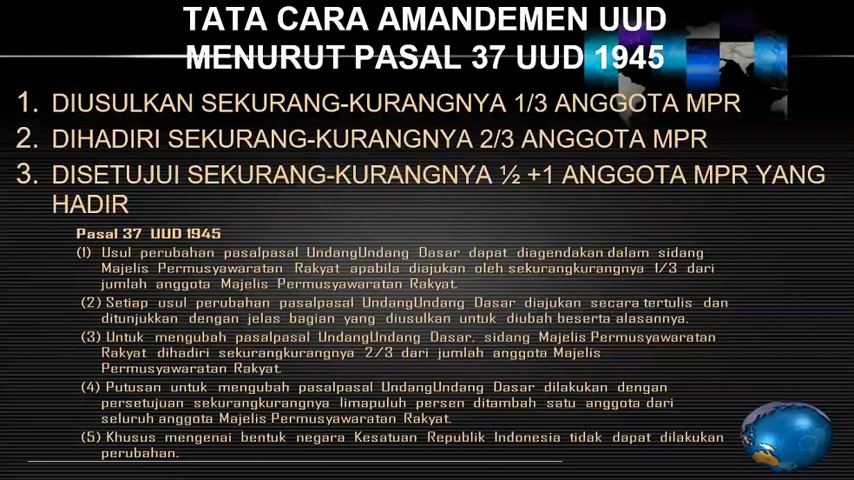 TATA CARA AMANDEMEN UUD
MENURUT PASAL 37 UUD 1945
1. DIUSULKAN SEKURANG-KURANGNYA 1/3 ANGGOTA MPR
2. DIHADIRI SEKURANG-KURANGNYA 2/3 ANGGOTA MPR
3. DISETUJUI SEKURANG-KURANGNYA ½ +1 ANGGOTA MPR YANG
HADIR
Pasal 37 UUD 1945
(1) Usul perubahan pasalpasal UndangUndang Dasar dapat diagendakan dalam sidang
Majelis Permusyawaratan Rakyat apabila diajukan oleh sekurangkurangnya 1/3 dari
jumlah anggota Majelis Permusyawaratan Rakyat.
(2) Setiap usul perubahan pasalpasal UndangUndang Dasar diajukan secara tertulis dan
ditunjukkan dengan jelas bagian yang diusulkan untuk diubah beserta alasannya.
(3) Untuk mengubah pasalpasal UndangUndang Dasar, sidang Majelis Permusyawaratan
Rakyat dihadiri sekurangkurangnya 2/3 dari jumlah anggota Majelis
Permusyawaratan Rakyat.
(4) Putusan untuk mengubah pasalpasal UndangUndang Dasar dilakukan dengan
persetujuan sekurangkurangnya limapuluh persen ditambah satu anggota dari
seluruh anggota Majelis Permusyawaratan Rakyat.
(5) Khusus mengenai bentuk negara Kesatuan Republik Indonesia tidak dapat dilakukan
perubahan.